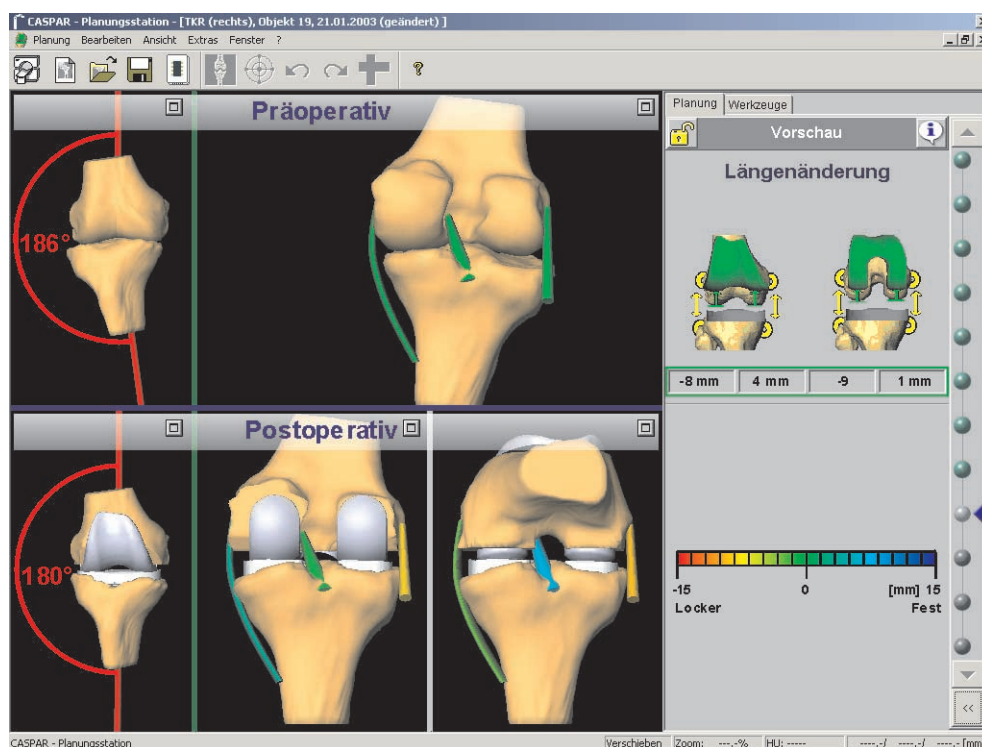 CASPAR - Planungsstation - [TKR (rechts), Objekt 19, 21.01.2003 (geändert) ]
Planung Bearbeiten Ansicht Extras Fenster ?
Präoperativ
186°
Postoperativ
180°
Planung Werkzeuge
Vorschau
Längenänderung
-8 mm 4 mm -9 1 mm
-15 0 [mm] 15
Locker Fest
<<
CASPAR - Planungsstation
Verschieben Zoom: ---,-% HU: ----- ----,-/ ----,-/ ----,- [mm